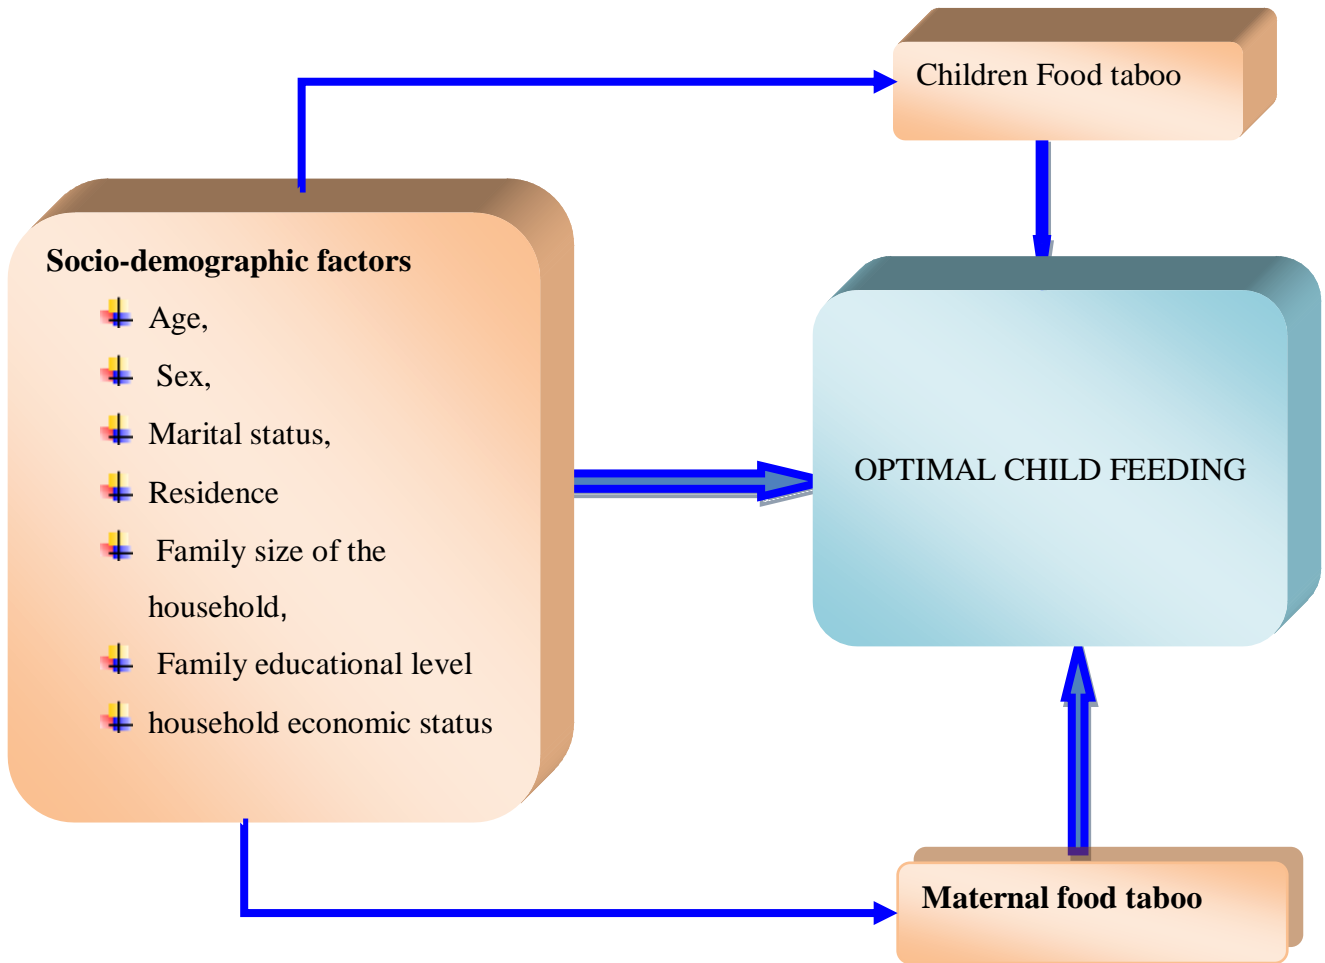 Children Food taboo
Socio-demographic factors
Age,
Sex,
Marital status,
Residence
Family size of the
household,
Family educational level
household economic status
OPTIMAL CHILD FEEDING
Maternal food taboo